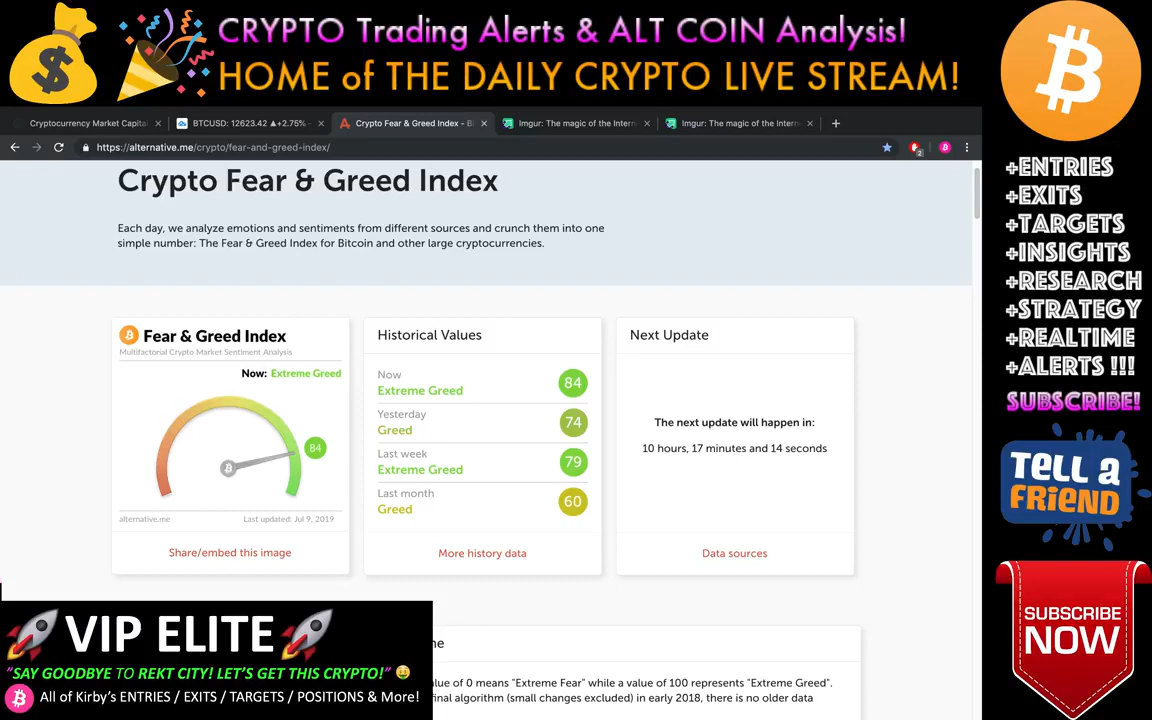 CRYPTO Trading Alerts & ALT COIN Analysis!
HOME of THE DAILY CRYPTO LIVE STREAM!
Cryptocurrency Market Capital
BTCUSD: 12623.42 ▲+2.75% -
Crypto Fear & Greed Index - Bi
Imgur: The magic of the Intern
Imgur: The magic of the Intern
https://alternative.me/crypto/fear-and-greed-index/
2
+ENTRIES
+EXITS
+TARGETS
+INSIGHTS
+RESEARCH
+STRATEGY
+REALTIME
+ALERTS !!!
SUBSCRIBE!
TELL A
FRIEND
SUBSCRIBE
NOW
Crypto Fear & Greed Index
Each day, we analyze emotions and sentiments from different sources and crunch them into one
simple number: The Fear & Greed Index for Bitcoin and other large cryptocurrencies.
Fear & Greed Index
Multifactorial Crypto Market Sentiment Analysis
Now: Extreme Greed
84
alternative.me
Last updated: Jul 9, 2019
Share/embed this image
Historical Values
Now
Extreme Greed
84
Yesterday
Greed
74
Last week
Extreme Greed
79
Last month
Greed
60
More history data
Next Update
The next update will happen in:
10 hours, 17 minutes and 14 seconds
Data sources
me
alue of 0 means "Extreme Fear" while a value of 100 represents "Extreme Greed".
final algorithm (small changes excluded) in early 2018, there is no older data
VIP ELITE
"SAY GOODBYE TO REKT CITY! LET'S GET THIS CRYPTO!"
All of Kirby's ENTRIES / EXITS / TARGETS / POSITIONS & More!